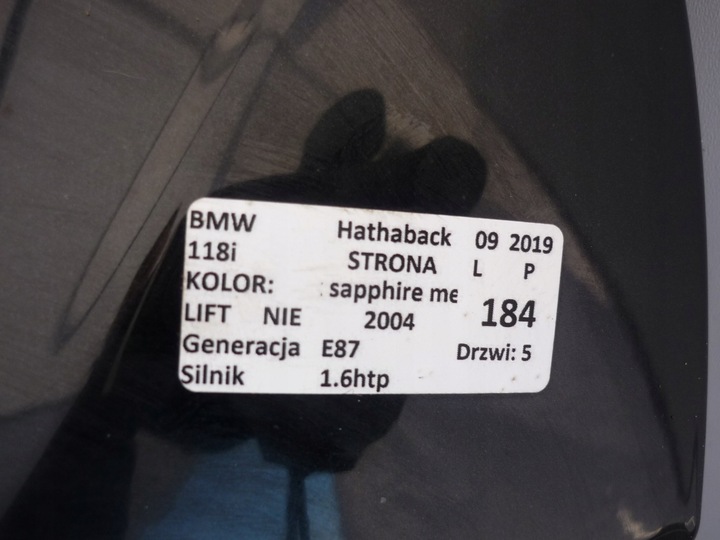 BMW Hathaback 09 2019
118i STRONA L P
KOLOR: sapphire me 184
LIFT NIE 2004
Generacja E87 Drzwi: 5
Silnik 1.6htp